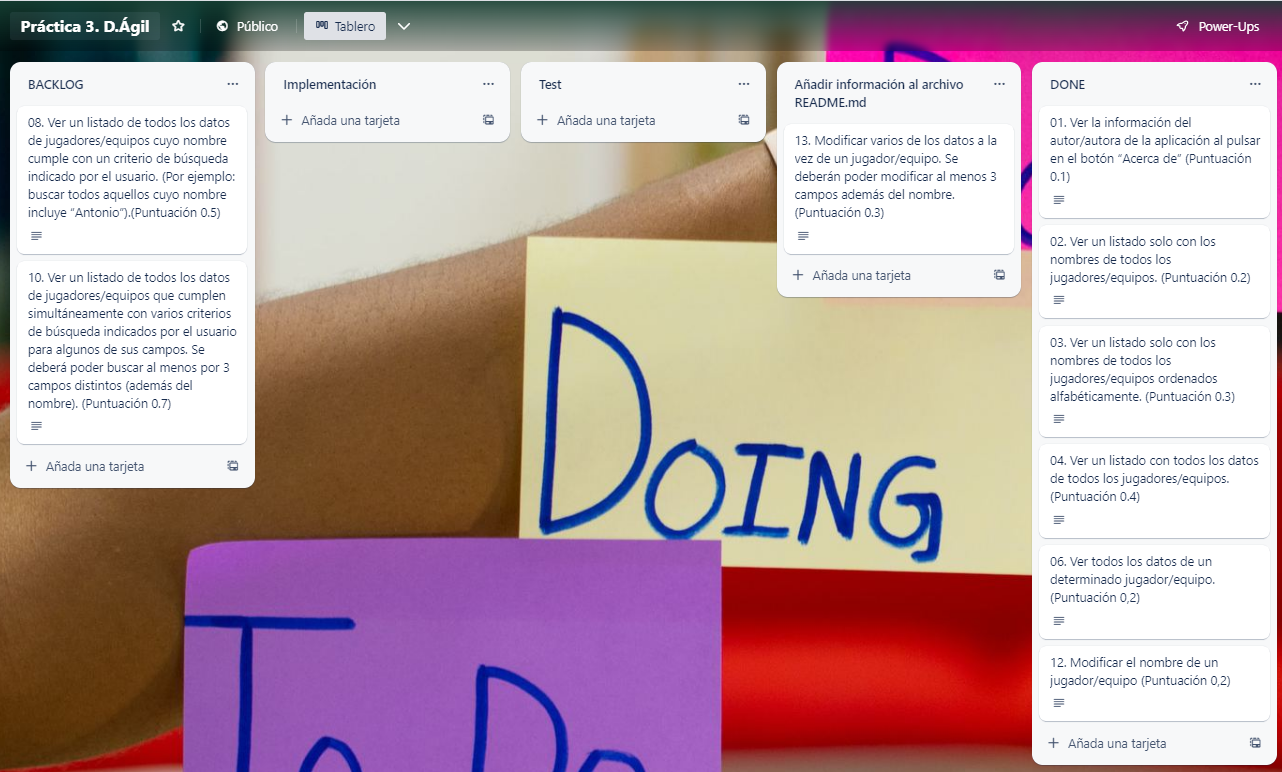 Práctica 3. D.Ágil
Público
Tablero
Power-Ups
BACKLOG
08. Ver un listado de todos los datos
de jugadores/equipos cuyo nombre
cumple con un criterio de búsqueda
indicado por el usuario. (Por ejemplo:
buscar todos aquellos cuyo nombre
incluye “Antonio”).(Puntuación 0.5)
10. Ver un listado de todos los datos
de jugadores/equipos que cumplen
simultáneamente con varios criterios
de búsqueda indicados por el usuario
para algunos de sus campos. Se
deberá poder buscar al menos por 3
campos distintos (además del
nombre). (Puntuación 0.7)
Añada una tarjeta
Implementación
Añada una tarjeta
Test
Añada una tarjeta
Añadir información al archivo
README.md
13. Modificar varios de los datos a la
vez de un jugador/equipo. Se
deberán poder modificar al menos 3
campos además del nombre.
(Puntuación 0.3)
Añada una tarjeta
DONE
01. Ver la información del
autor/autora de la aplicación al pulsar
en el botón “Acerca de” (Puntuación
0.1)
02. Ver un listado solo con los
nombres de todos los
jugadores/equipos. (Puntuación 0.2)
03. Ver un listado solo con los
nombres de todos los
jugadores/equipos ordenados
alfabéticamente. (Puntuación 0.3)
04. Ver un listado con todos los datos
de todos los jugadores/equipos.
(Puntuación 0.4)
06. Ver todos los datos de un
determinado jugador/equipo.
(Puntuación 0,2)
12. Modificar el nombre de un
jugador/equipo (Puntuación 0,2)
Añada una tarjeta
DOING
To Do